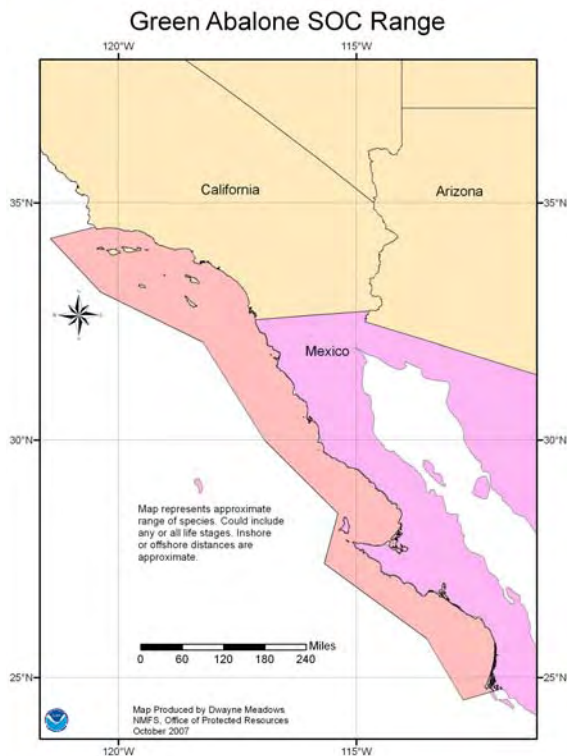 Green Abalone SOC Range
120°W 115°W
California
Arizona
35°N 35°N
Mexico
30°N 30°N
Map represents approximate
range of species. Could include
any or all life stages. Inshore
or offshore distances are
approximate.
Miles
0 60 120 180 240
25°N 25°N
Map Produced by Dwayne Meadows
NMFS, Office of Protected Resources
October 2007
120°W 115°W